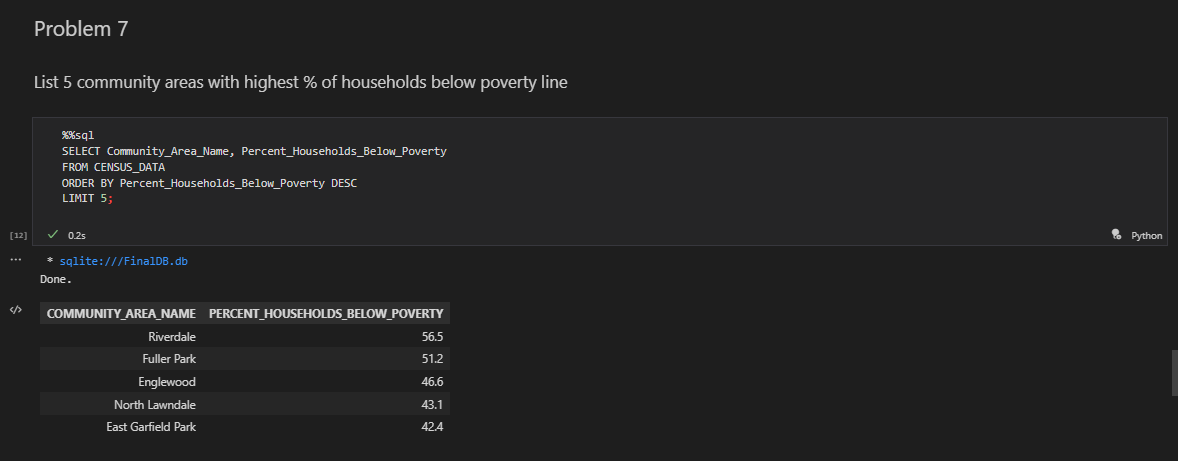 Problem 7
List 5 community areas with highest % of households below poverty line
%%sql
SELECT Community_Area_Name, Percent_Households_Below_Poverty
FROM CENSUS_DATA
ORDER BY Percent_Households_Below_Poverty DESC
LIMIT 5;
[12] 0.2s Python
* sqlite:///FinalDB.db
Done.
COMMUNITY_AREA_NAME PERCENT_HOUSEHOLDS_BELOW_POVERTY
Riverdale 56.5
Fuller Park 51.2
Englewood 46.6
North Lawndale 43.1
East Garfield Park 42.4